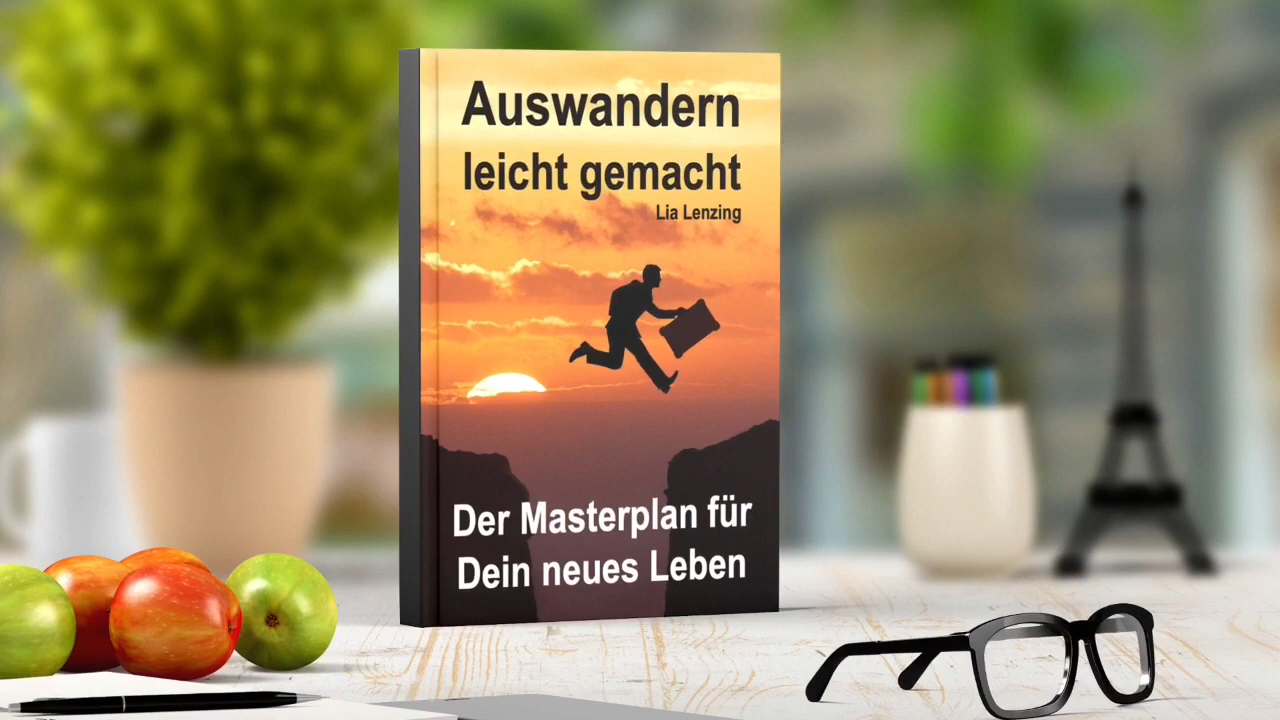 Auswandern
leicht gemacht
Lia Lenzing
Der Masterplan für
Dein neues Leben